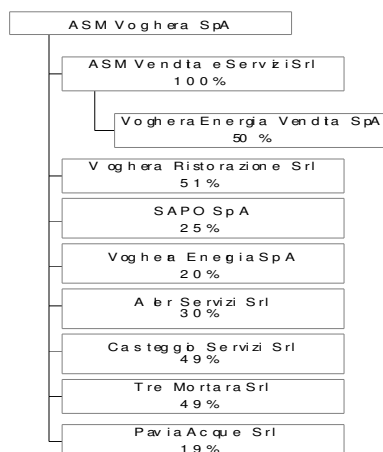 ASM Voghera SpA
ASM Vendita e Servizi Srl
100%
Voghera Energia Vendita SpA
50 %
Voghera Ristorazione Srl
51%
SAPO SpA
25%
Voghera Energia SpA
20%
Ater Servizi Srl
30%
Casteggio Servizi Srl
49%
Tre Mortara Srl
49%
Pavia Acque Srl
19%